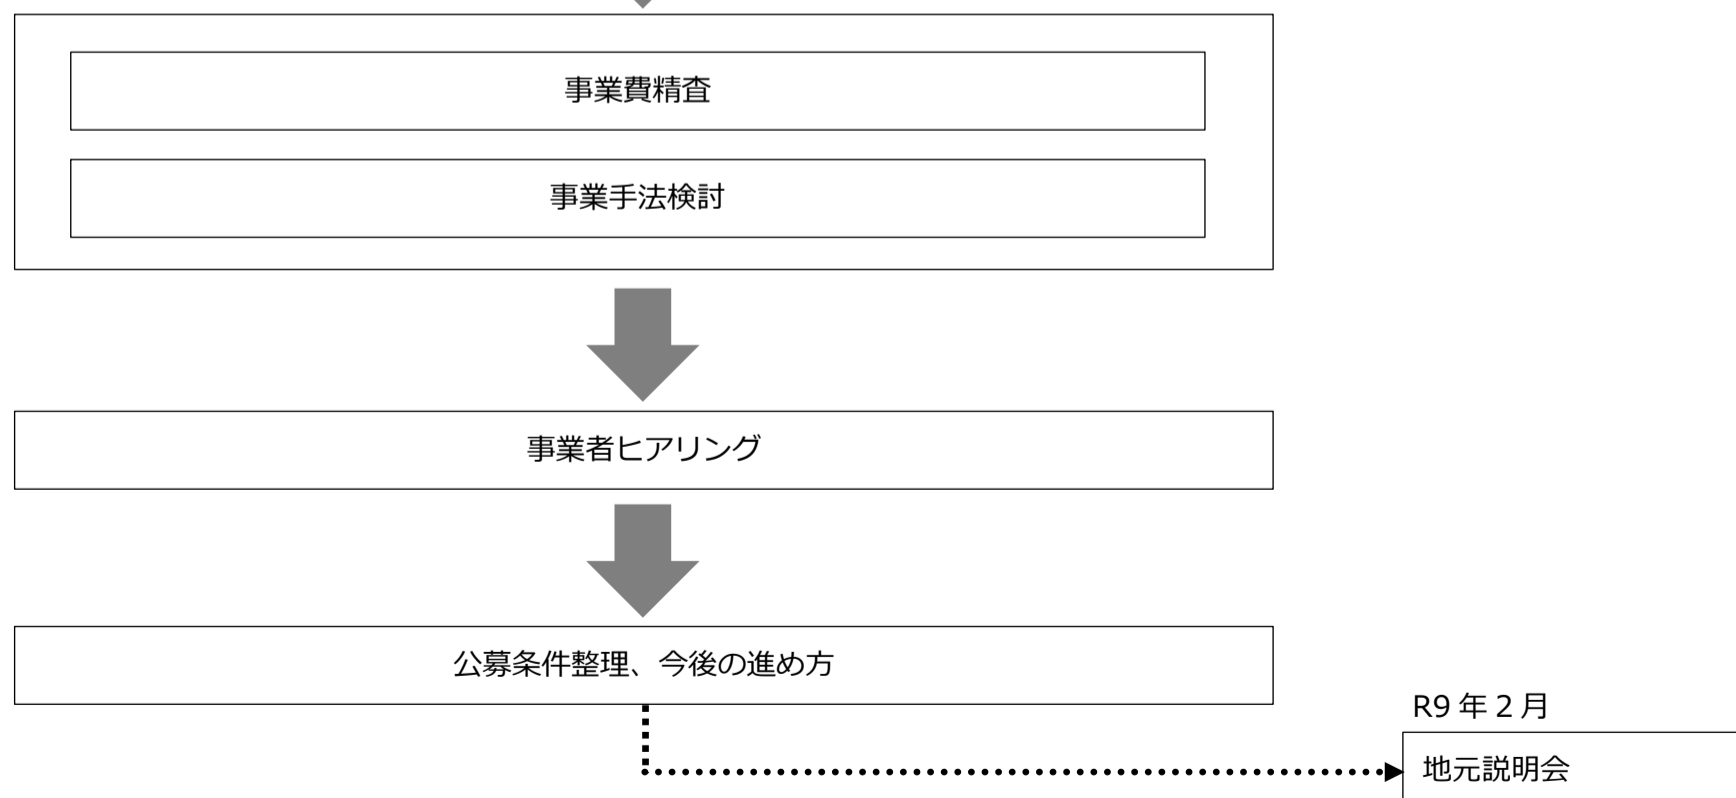 事業費精査
事業手法検討
事業者ヒアリング
公募条件整理、今後の進め方
R9 年 2 月
地元説明会